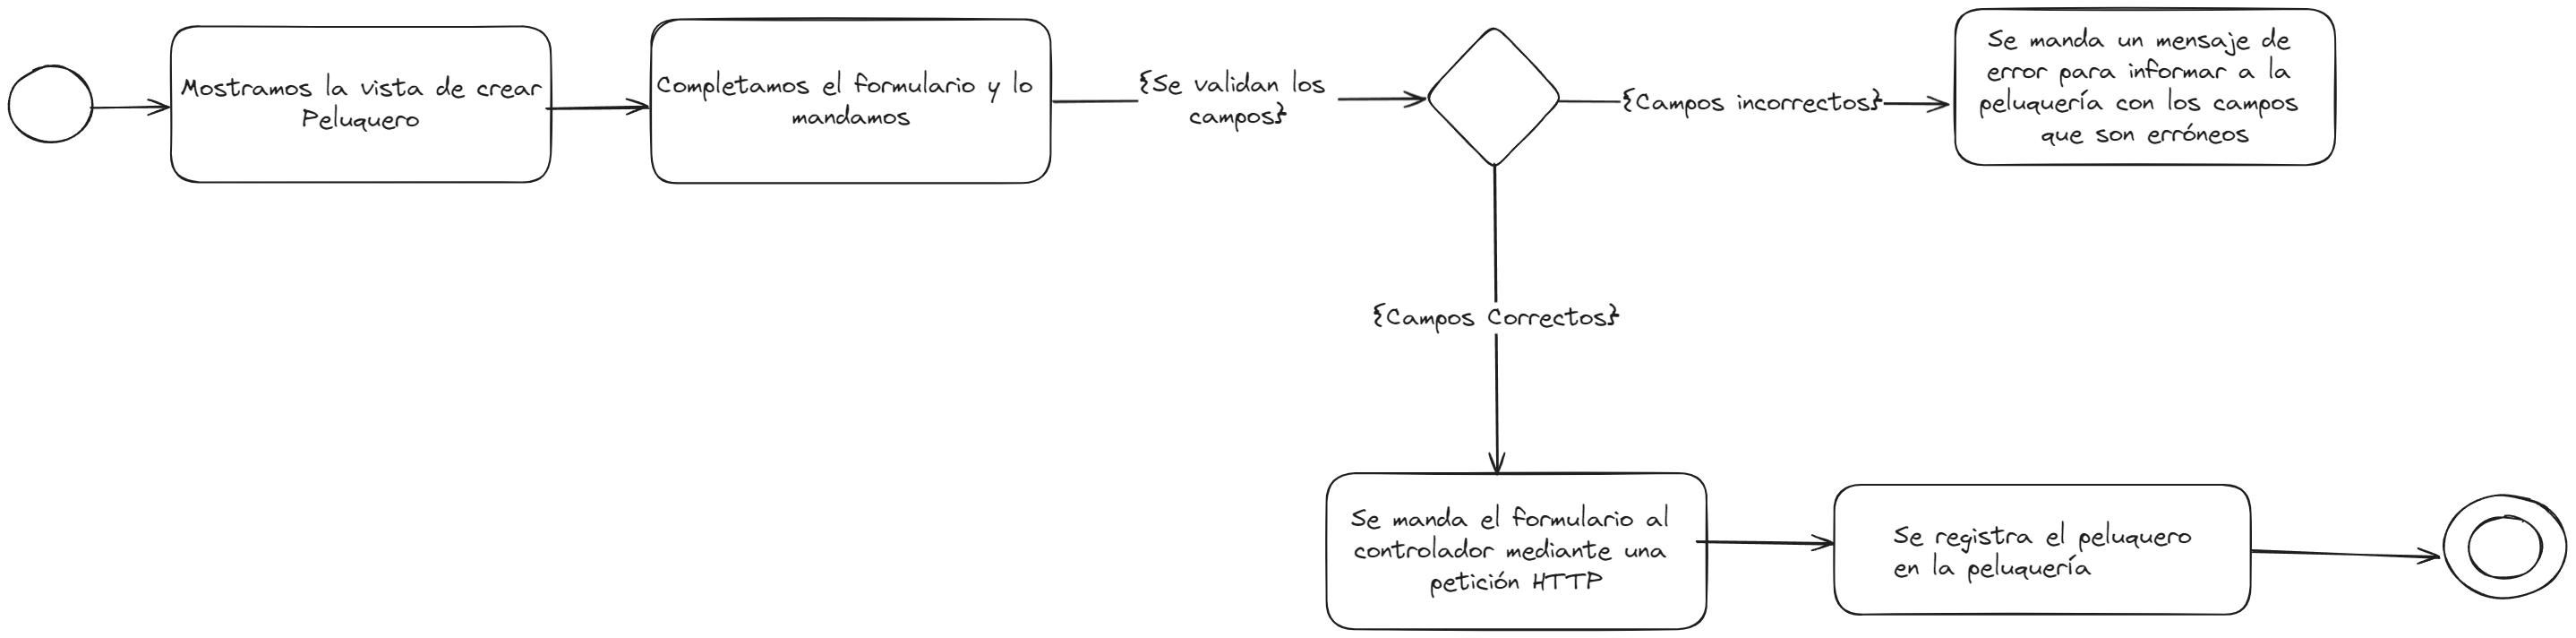 Mostramos la vista de crear
Peluquero
Completamos el formulario y lo
mandamos
{Se validan los
campos}
{Campos incorrectos}
Se manda un mensaje de
error para informar a la
peluquería con los campos
que son erróneos
{Campos Correctos}
Se manda el formulario al
controlador mediante una
petición HTTP
Se registra el peluquero
en la peluquería